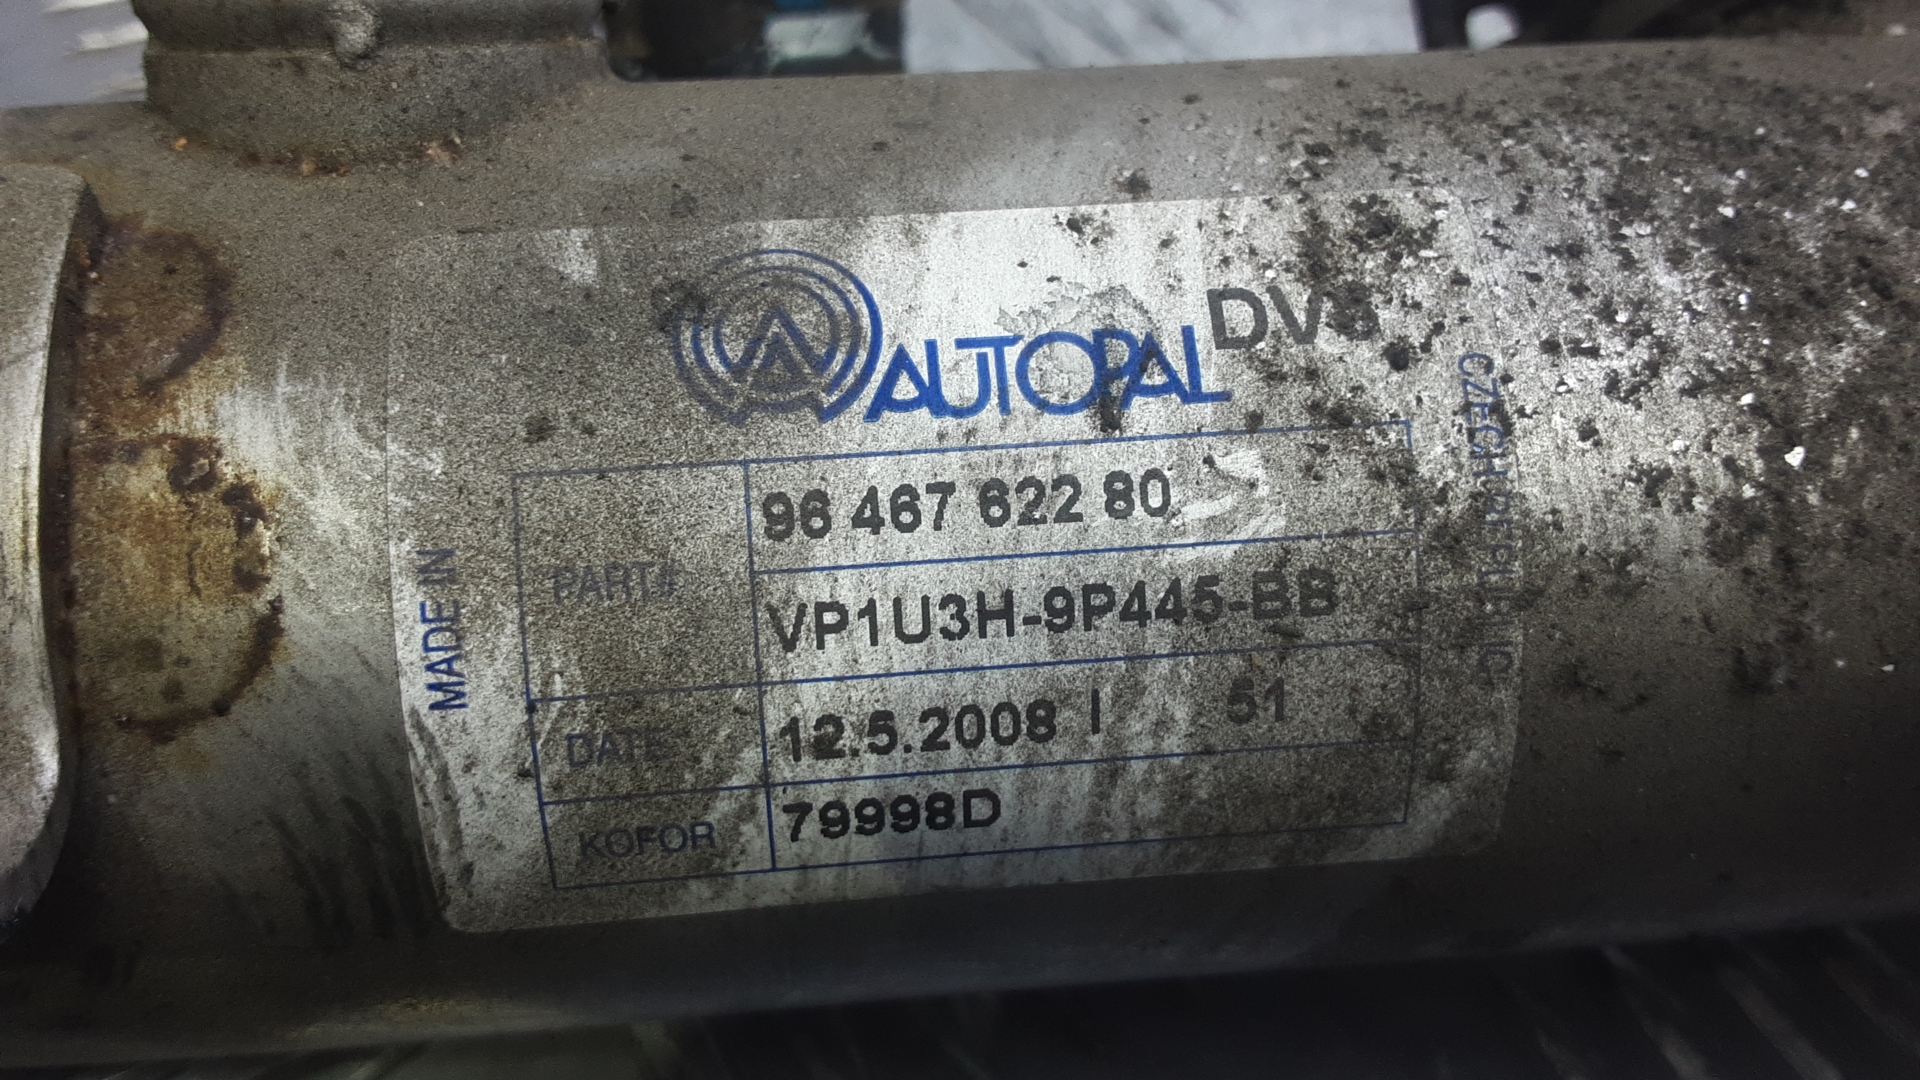 AUTOPAL
MADE IN
PART#
96 467 622 80
VP1U3H-9P445-BB
DATE
12.5.2008 | 51
KOFOR
79998D
CZECH REPUBLIC